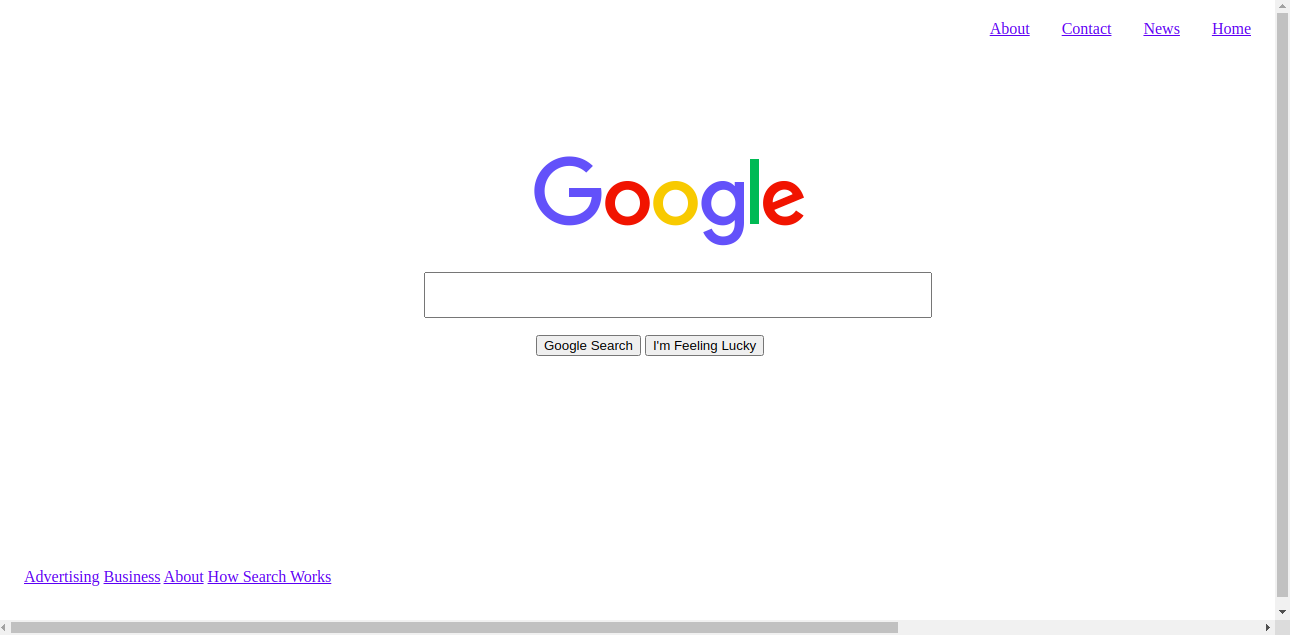 About Contact News Home
Google
Google Search I'm Feeling Lucky
Advertising Business About How Search Works